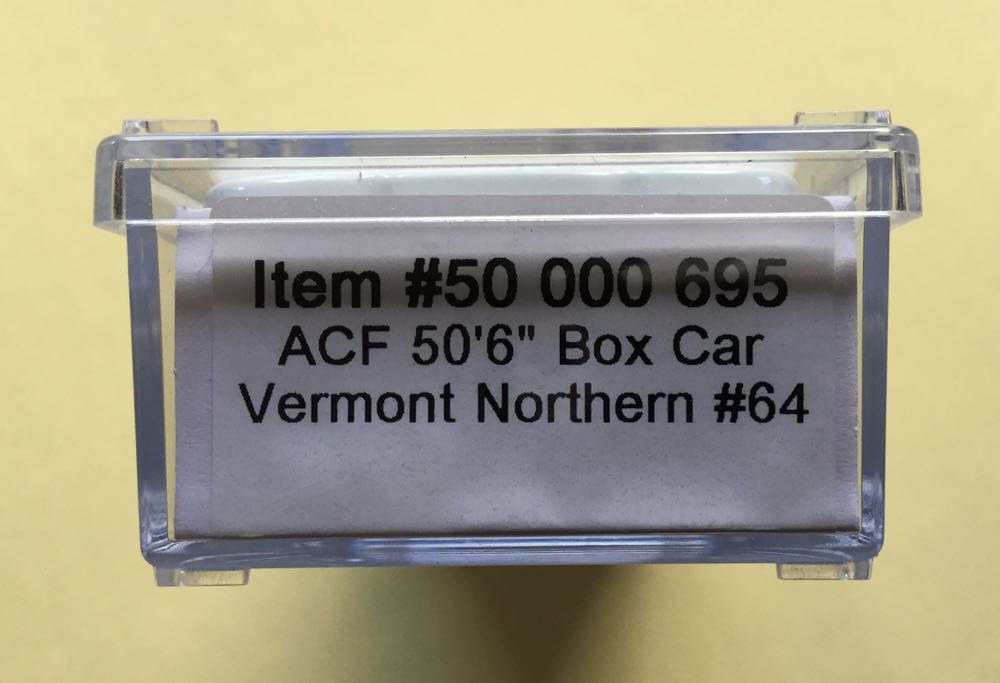 Item #50 000 695
ACF 50'6" Box Car
Vermont Northern #64